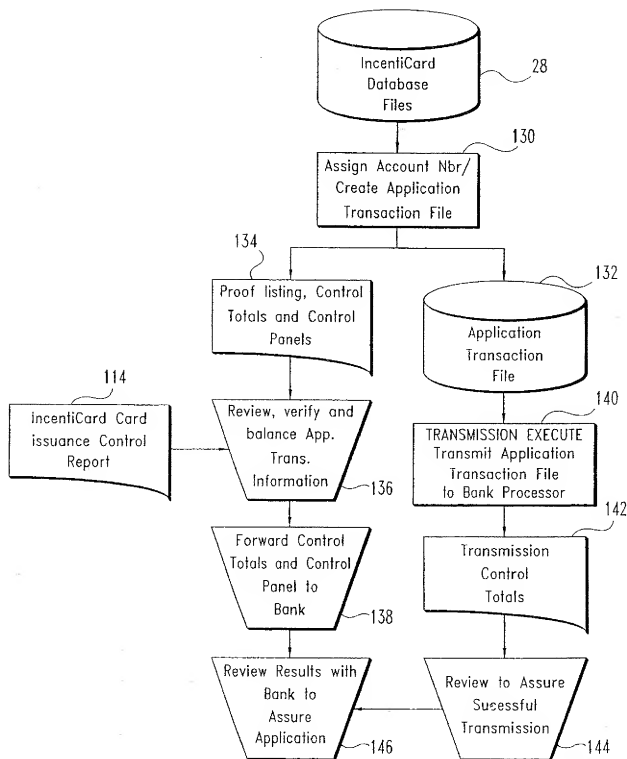 IncentiCard
Database
Files
28
130
Assign Account Nbr/
Create Application
Transaction File
134
Proof listing, Control
Totals and Control
Panels
132
Application
Transaction
File
114
IncentiCard Card
issuance Control
Report
Review, verify and
balance App.
Trans.
Information
136
140
TRANSMISSION EXECUTE
Transmit Application
Transaction File
to Bank Processor
142
Forward Control
Totals and Control
Panel to
Bank
138
Transmission
Control
Totals
Review Results with
Bank to
Assure
Application
146
Review to Assure
Sucessful
Transmission
144